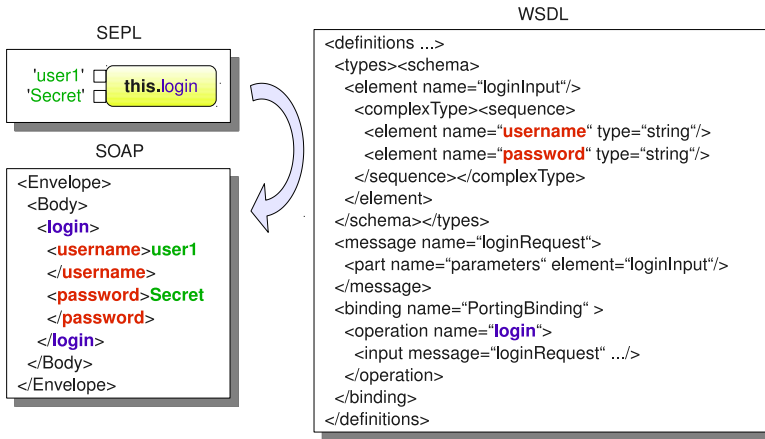 SEPL
'user1'
'Secret'
this.login
SOAP
<Envelope>
<Body>
<login>
<username>user1
</username>
<password>Secret
</password>
</login>
</Body>
</Envelope>
WSDL
<definitions ...>
<types><schema>
<element name=“loginInput“/>
<complexType><sequence>
<element name=“username“ type=“string“/>
<element name=“password“ type=“string“/>
</sequence></complexType>
</element>
</schema></types>
<message name=“loginRequest“>
<part name=“parameters“ element=“loginInput“/>
</message>
<binding name=“PortingBinding“ >
<operation name=“login“>
<input message=“loginRequest“ .../>
</operation>
</binding>
</definitions>